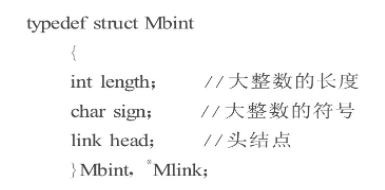 typedef struct Mbint
{
int length; //大整数的长度
char sign; //大整数的符号
link head; //头结点
}Mbint, *Mlink;